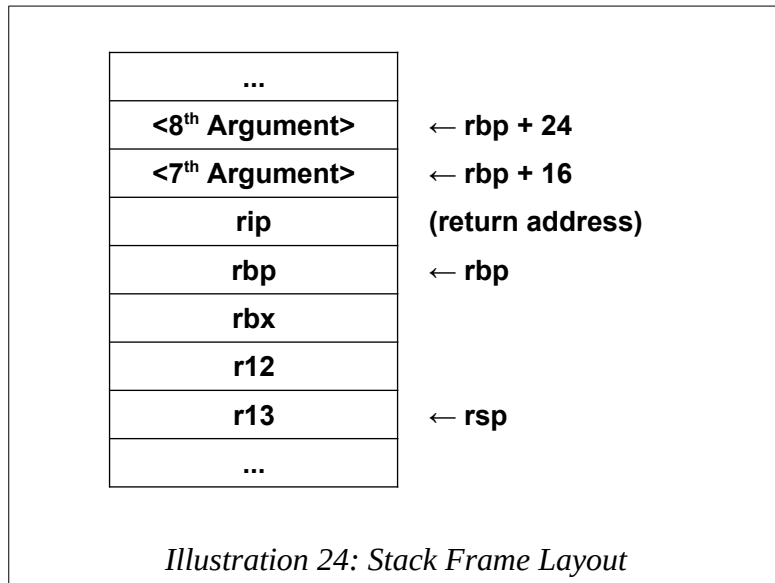 ...
<8th Argument> ← rbp + 24
<7th Argument> ← rbp + 16
rip (return address)
rbp ← rbp
rbx
r12
r13 ← rsp
...
Illustration 24: Stack Frame Layout